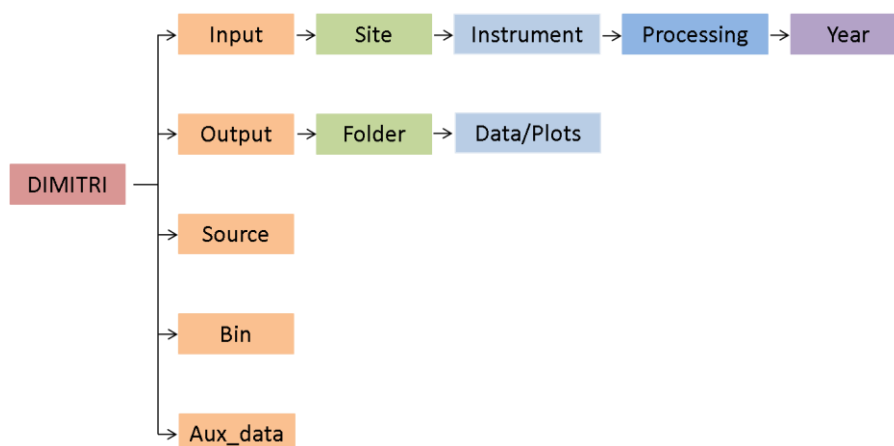 Input
Site
Instrument
Processing
Year
Output
Folder
Data/Plots
DIMITRI
Source
Bin
Aux_data